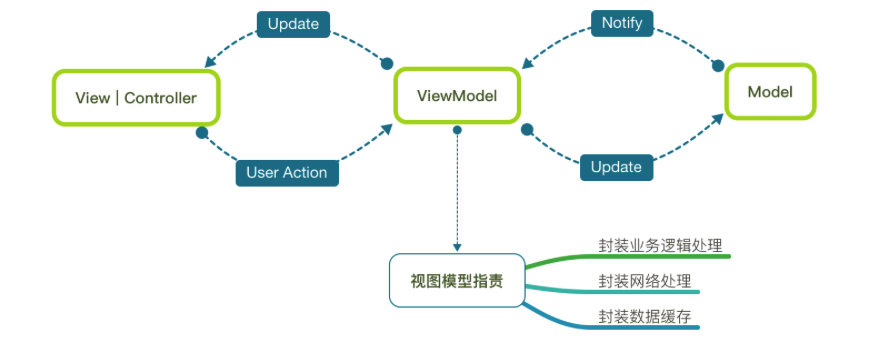 Update
Notify
View | Controller
ViewModel
Model
User Action
Update
视图模型指责
封装业务逻辑处理
封装网络处理
封装数据缓存